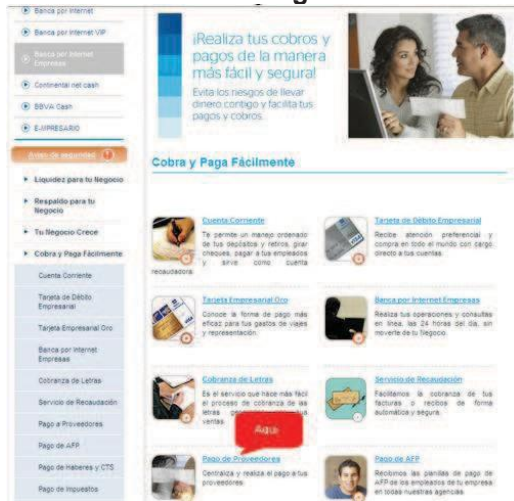 Banca por Internet
Banca por Internet VIP
Banca por Internet
Empresas
Continental net cash
BBVA Cash
E-MPRESARIO
Aviso de seguridad
Liquidez para tu Negocio
Respaldo para tu
Negocio
Tu Negocio Crece
Cobra y Paga Fácilmente
Cuenta Corriente
Tarjeta de Débito
Empresarial
Tarjeta Empresarial Oro
Banca por Internet
Empresas
Cobranza de Letras
Servicio de Recaudación
Pago a Proveedores
Pago de AFP
Pago de Haberes y CTS
Pago de Impuestos
¡Realiza tus cobros y
pagos de la manera
más fácil y segura!
Evita los riesgos de llevar
dinero contigo y facilita tus
pagos y cobros.
Cobra y Paga Fácilmente
Cuenta Corriente
Te permite un manejo ordenado
de tus depósitos y retiros, girar
cheques, pagar a tus empleados
y sirve como cuenta
recaudadora.
Tarjeta de Débito Empresarial
Recibe atención preferencial y
compra en todo el mundo con cargo
directo a tus cuentas.
Tarjeta Empresarial Oro
Conoce la forma de pago más
eficaz para tus gastos de viajes
y representación.
Banca por Internet Empresas
Realiza tus operaciones y consultas
en línea, las 24 horas del día, sin
moverte de tu Negocio.
Cobranza de Letras
Es el servicio que hace más fácil
el proceso de cobranza de las
letras tus
ventas.
Servicio de Recaudación
Facilitamos la cobranza de tus
facturas o recibos de forma
automática y segura.
Aquí
Pago de Proveedores
Centraliza y realiza el pago a tus
proveedores.
Pago de AFP
Recibimos las planillas de pago de
AFP de los empleados de tu empresa
en todas nuestras agencias.